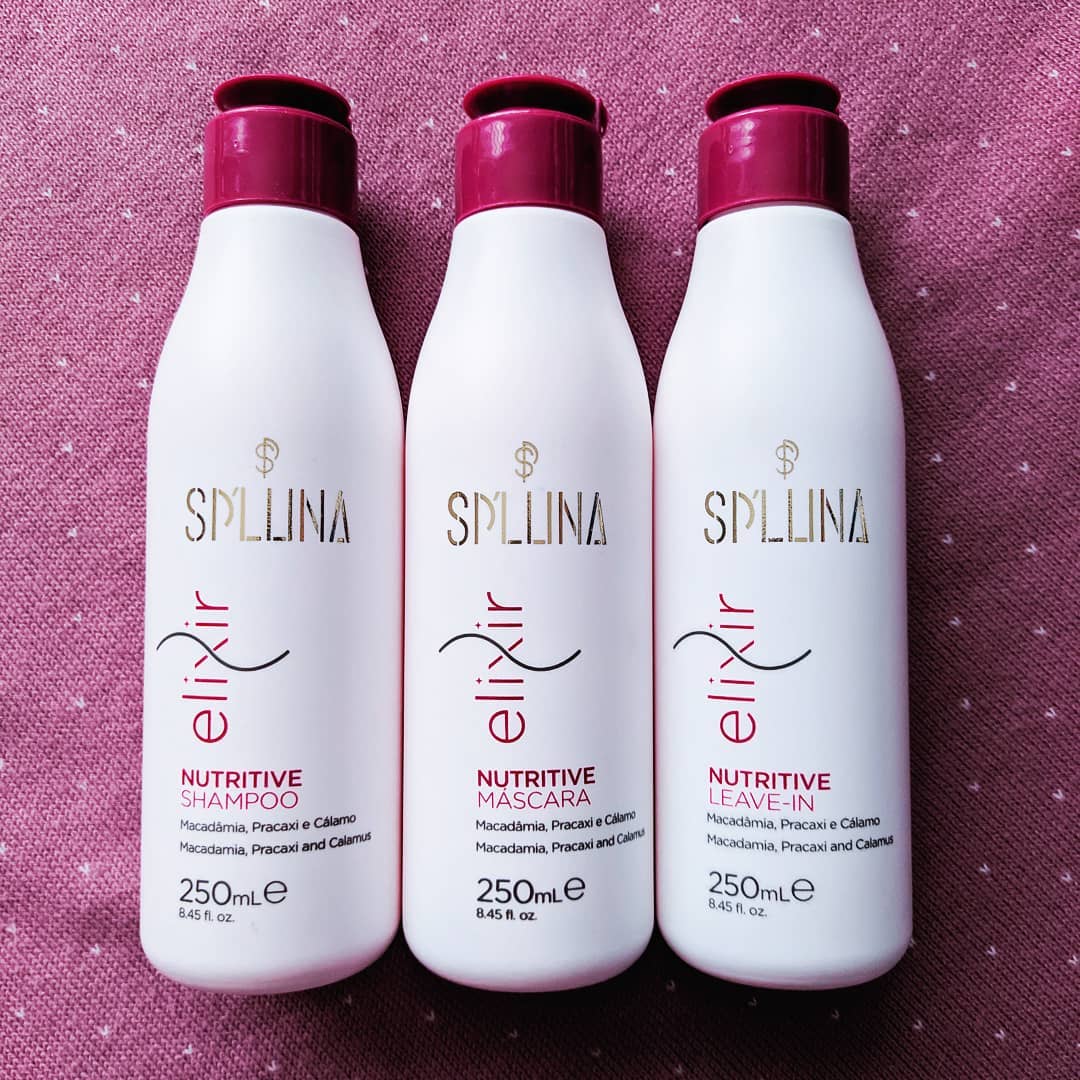 SP'LLINA
elixir
NUTRITIVE
SHAMPOO
Macadâmia, Pracaxi e Cálamo
Macadamia, Pracaxi and Calamus
250mL e
8.45 fl. oz.
SP'LLINA
elixir
NUTRITIVE
MÁSCARA
Macadâmia, Pracaxi e Cálamo
Macadamia, Pracaxi and Calamus
250mL e
8.45 fl. oz.
SP'LLINA
elixir
NUTRITIVE
LEAVE-IN
Macadâmia, Pracaxi e Cálamo
Macadamia, Pracaxi and Calamus
250mL e
8.45 fl. oz.